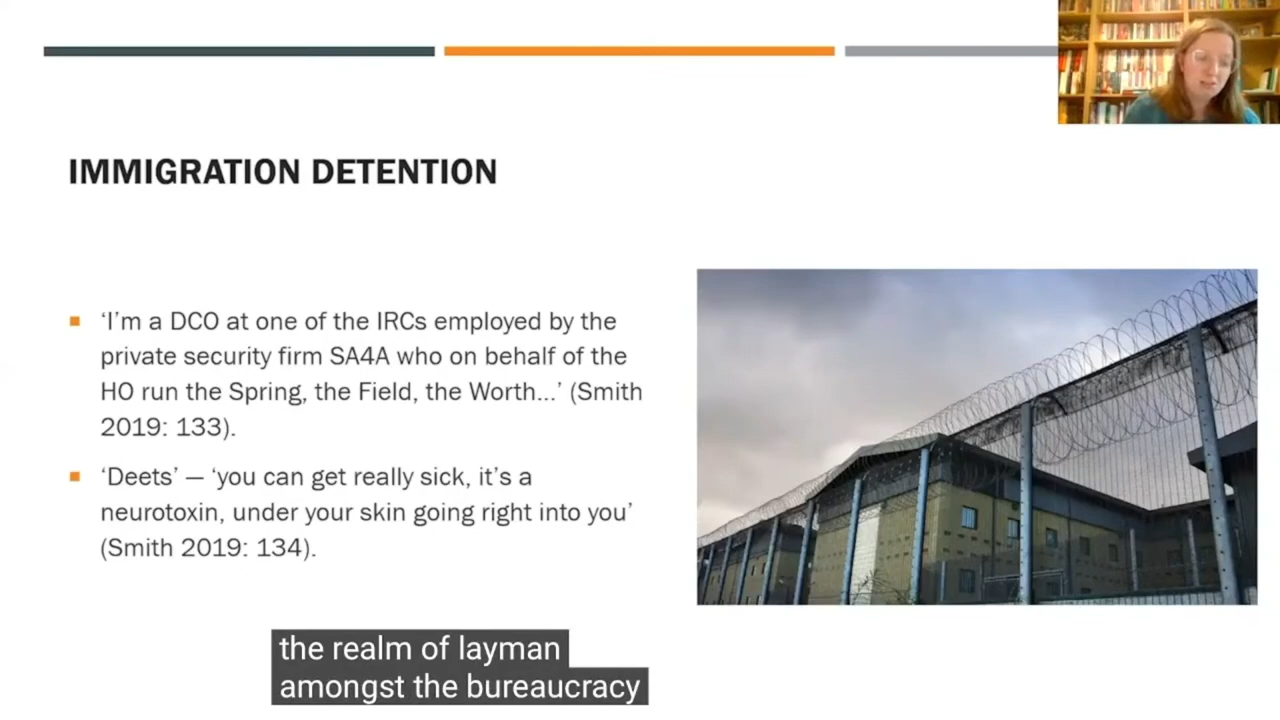 IMMIGRATION DETENTION
‘I’m a DCO at one of the IRCs employed by the
private security firm SA4A who on behalf of the
HO run the Spring, the Field, the Worth...’ (Smith
2019: 133).
‘Deets’ – ‘you can get really sick, it’s a
neurotoxin, under your skin going right into you’
(Smith 2019: 134).
the realm of layman
amongst the bureaucracy